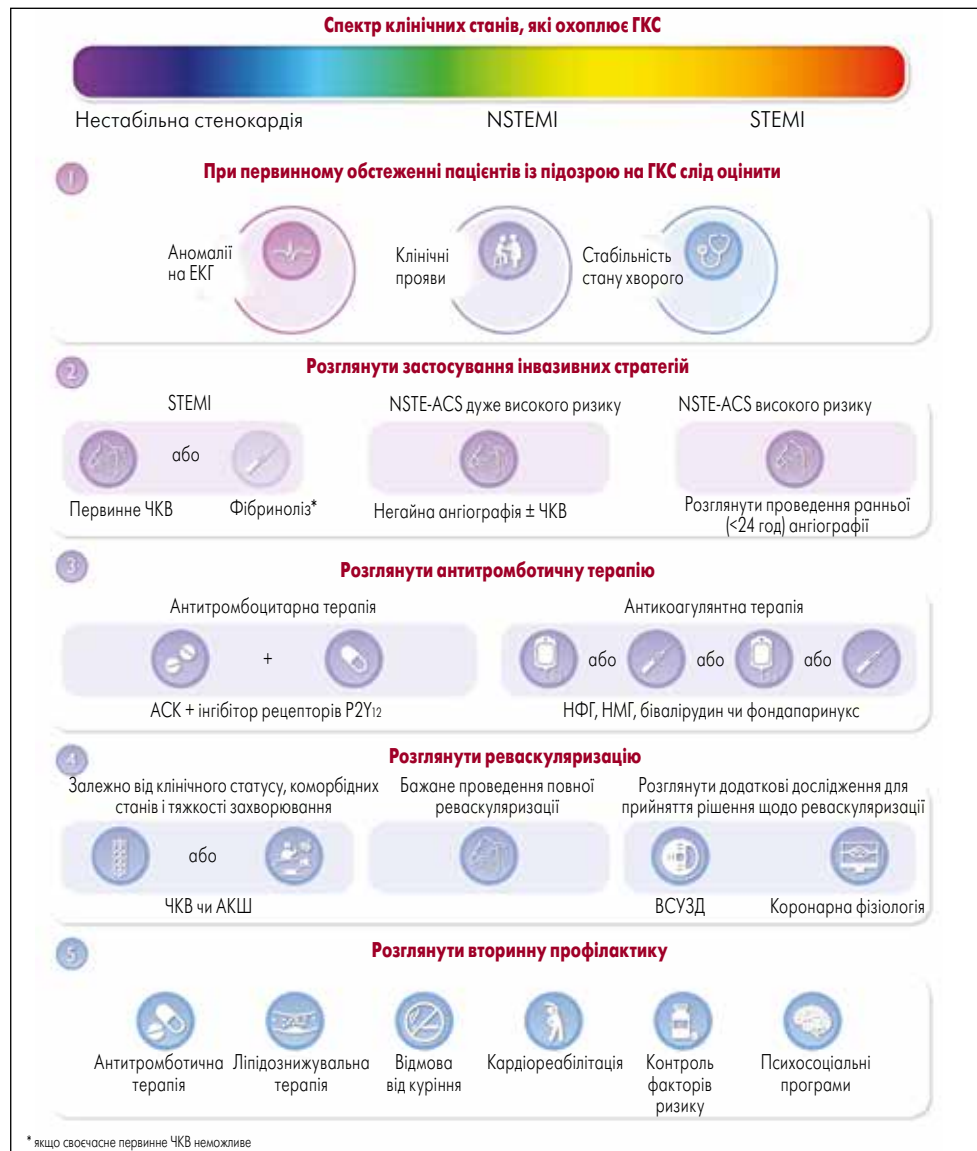 Спектр клінічних станів, які охоплює ГКС
Нестабільна стенокардія NSTEMI STEMI
1 При первинному обстеженні пацієнтів із підозрою на ГКС слід оцінити
Аномалії
на ЕКГ
Клінічні
прояви
Стабільність
стану хворого
2 Розглянути застосування інвазивних стратегій
STEMI
або
Первинне ЧКВ Фібриноліз*
NSTE-ACS дуже високого ризику
Негайна ангіографія ± ЧКВ
NSTE-ACS високого ризику
Розглянути проведення ранньої
(<24 год) ангіографії
3 Розглянути антитромботичну терапію
Антитромбоцитарна терапія
+
АСК + інгібітор рецепторів P2Y12
Антикоагулянтна терапія
або або або
НФГ, НМГ, бівалірудин чи фондапаринукс
4 Розглянути реваскуляризацію
Залежно від клінічного статусу, коморбідних
станів і тяжкості захворювання
або
ЧКВ чи АКШ
Бажане проведення повної
реваскуляризації
Розглянути додаткові дослідження для
прийняття рішення щодо реваскуляризації
ВСУЗД Коронарна фізіологія
5 Розглянути вторинну профілактику
Антитромботична
терапія
Ліпідознижувальна
терапія
Відмова
від куріння
Кардіореабілітація
Контроль
факторів
ризику
Психосоціальні
програми
* якщо своєчасне первинне ЧКВ неможливе